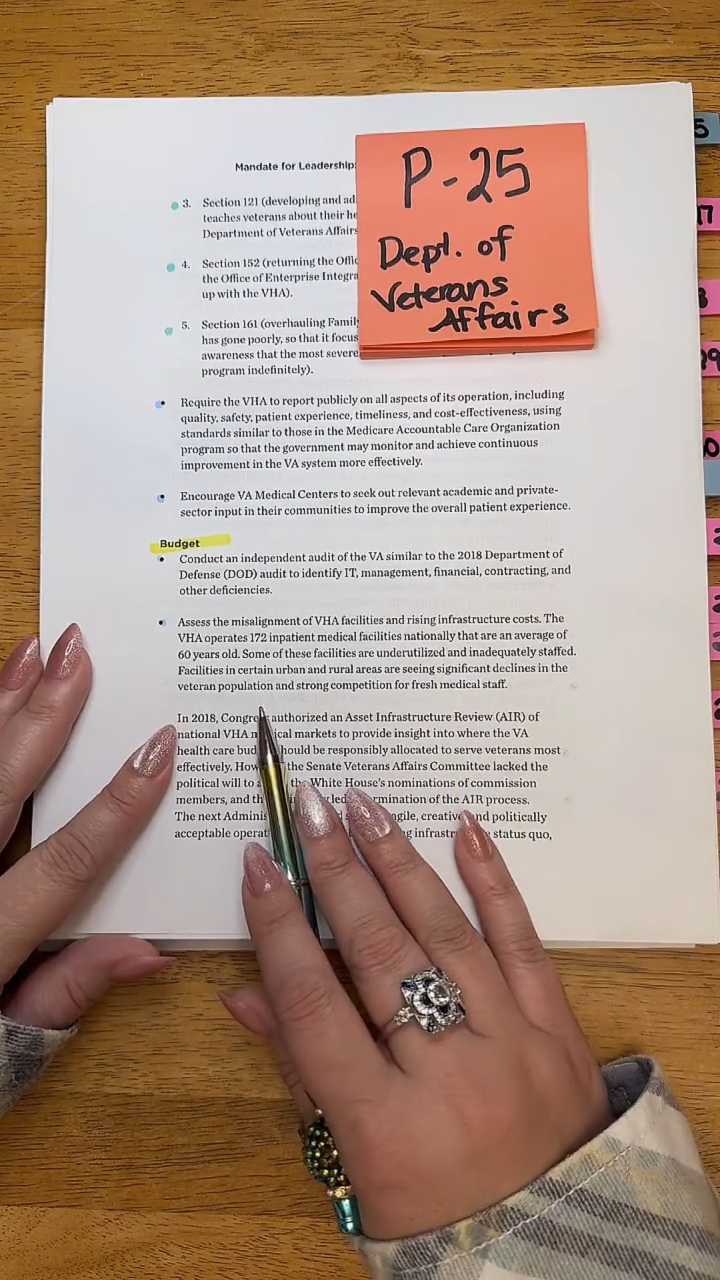 Mandate for Leadership:
P-25
Dept. of
Veterans
Affairs
3. Section 121 (developing and ad
teaches veterans about their he
Department of Veterans Affairs
4. Section 152 (returning the Offi
the Office of Enterprise Integra
up with the VHA).
5. Section 161 (overhauling Famil
has gone poorly, so that it focus
awareness that the most severe
program indefinitely).
• Require the VHA to report publicly on all aspects of its operation, including
quality, safety, patient experience, timeliness, and cost-effectiveness, using
standards similar to those in the Medicare Accountable Care Organization
program so that the government may monitor and achieve continuous
improvement in the VA system more effectively.
• Encourage VA Medical Centers to seek out relevant academic and private-
sector input in their communities to improve the overall patient experience.
Budget
• Conduct an independent audit of the VA similar to the 2018 Department of
Defense (DOD) audit to identify IT, management, financial, contracting, and
other deficiencies.
• Assess the misalignment of VHA facilities and rising infrastructure costs. The
VHA operates 172 inpatient medical facilities nationally that are an average of
60 years old. Some of these facilities are underutilized and inadequately staffed.
Facilities in certain urban and rural areas are seeing significant declines in the
veteran population and strong competition for fresh medical staff.
In 2018, Congre authorized an Asset Infrastructure Review (AIR) of
national VHA m ical markets to provide insight into where the VA
health care bud hould be responsibly allocated to serve veterans most
effectively. How the Senate Veterans Affairs Committee lacked the
political will to a the White House's nominations of commission
members, and th led rmination of the AIR process.
The next Adminis gile, creative and politically
acceptable operat g infrastr status quo,
5
17